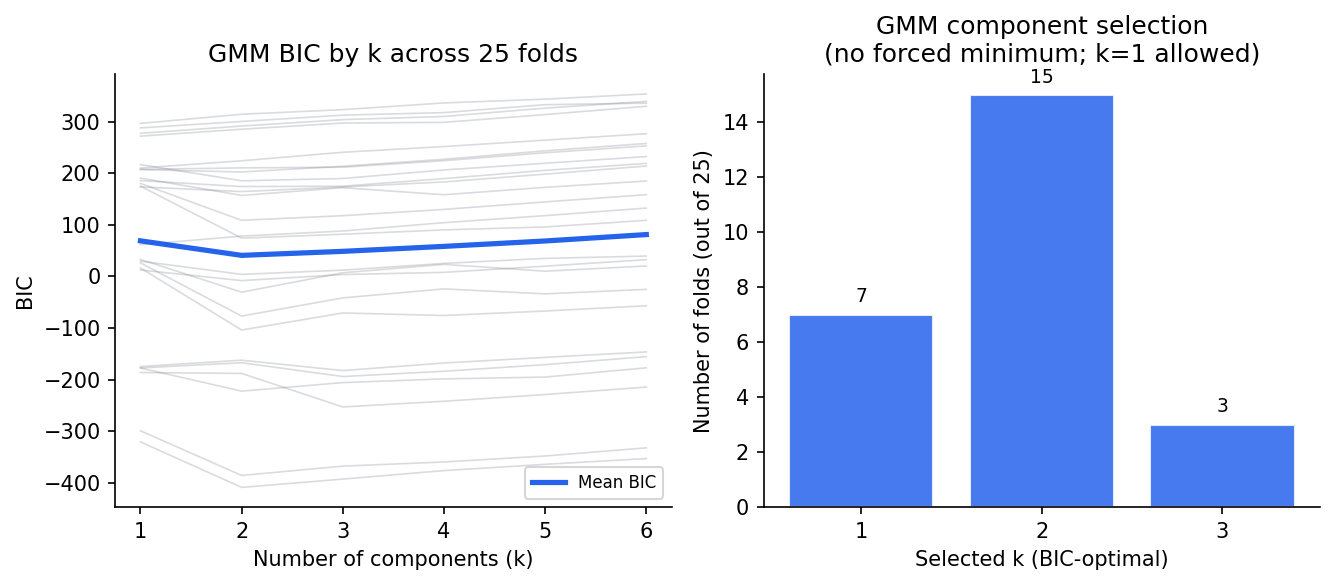 GMM BIC by k across 25 folds
BIC
300
200
100
0
−100
−200
−300
−400
1 2 3 4 5 6
Number of components (k)
Mean BIC
GMM component selection
(no forced minimum; k=1 allowed)
Number of folds (out of 25)
14
12
10
8
6
4
2
0
7
15
3
1 2 3
Selected k (BIC-optimal)